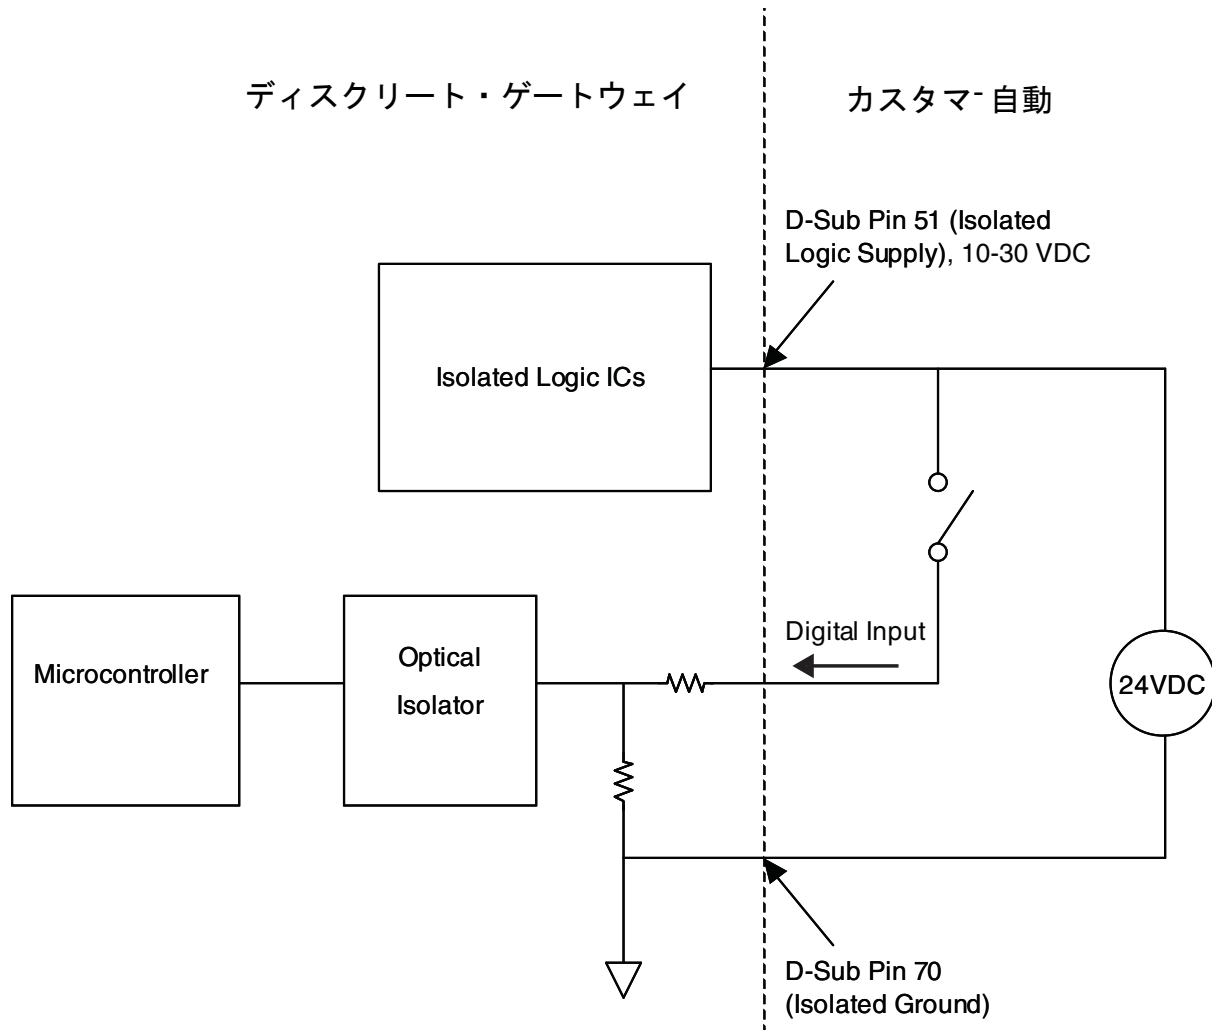 ディスクリート・ゲートウェイ
カスタマｰ自動
D-Sub Pin 51 (Isolated
Logic Supply), 10-30 VDC
Isolated Logic ICs
Digital Input
Microcontroller
Optical
Isolator
24VDC
D-Sub Pin 70
(Isolated Ground)